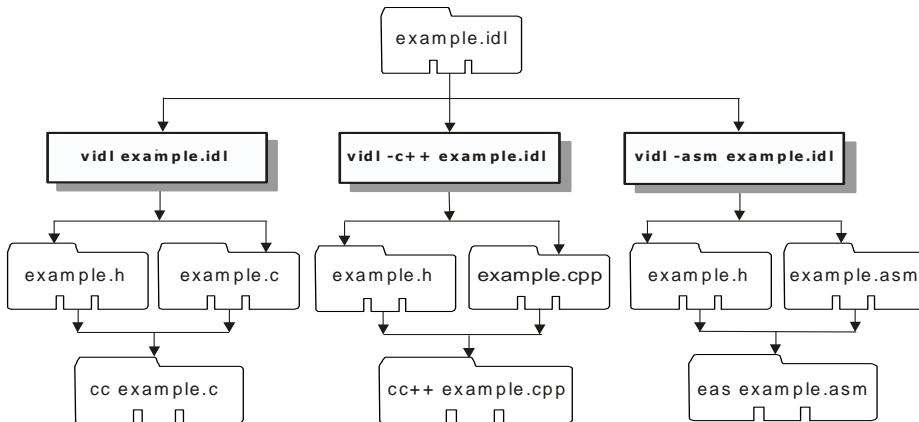 example.idl
vidl example.idl
vidl -c++ example.idl
vidl -asm example.idl
example.h
example.c
example.h
example.cpp
example.h
example.asm
cc example.c
cc++ example.cpp
eas example.asm